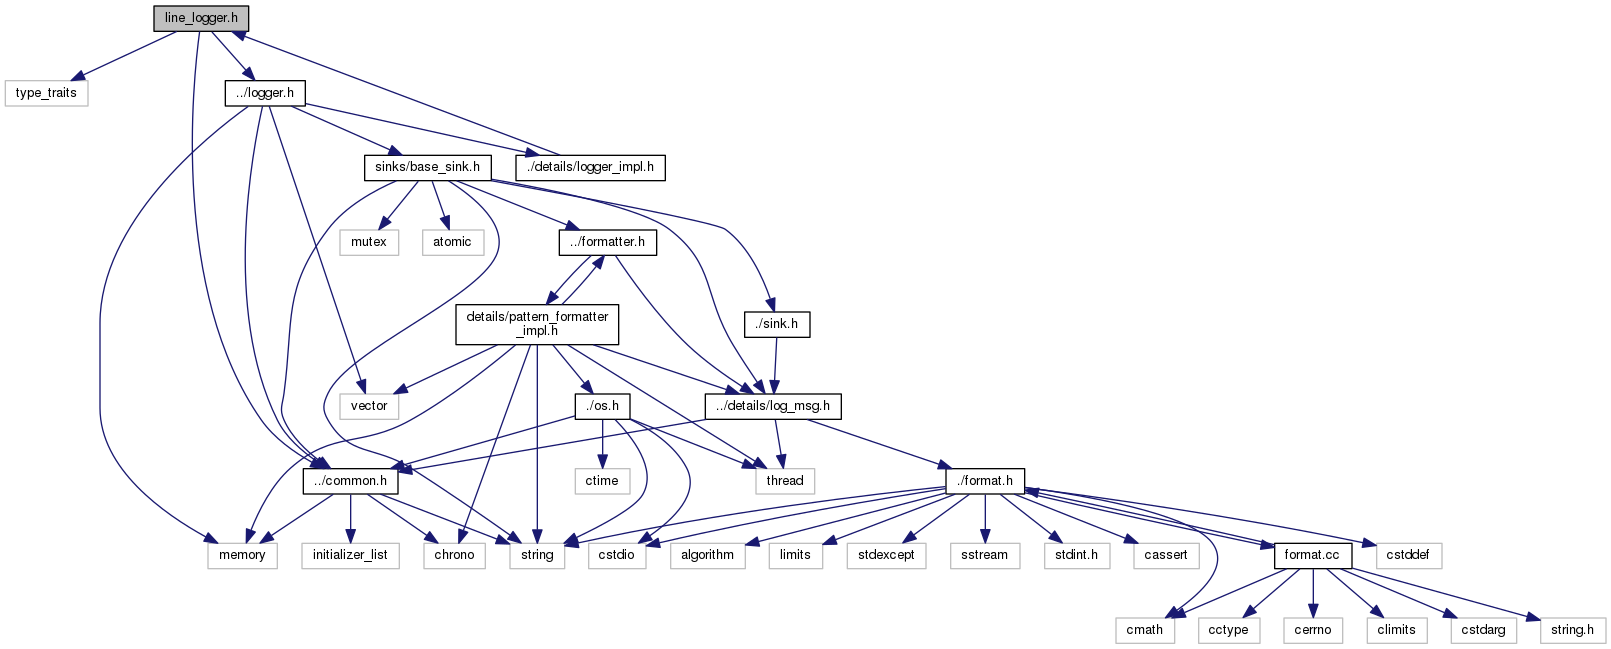 line_logger.h
type_traits
../logger.h
sinks/base_sink.h
./details/logger_impl.h
mutex
atomic
../formatter.h
details/pattern_formatter
_impl.h
./sink.h
vector
./os.h
../details/log_msg.h
../common.h
ctime
thread
./format.h
memory
initializer_list
chrono
string
cstdio
algorithm
limits
stdexcept
sstream
stdint.h
cassert
format.cc
cstddef
cmath
cctype
cerrno
climits
cstdarg
string.h